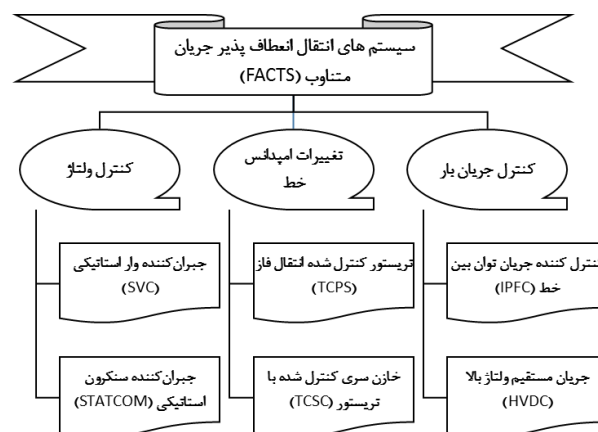 سیستم های انتقال انعطاف پذیر جریان
متناوب (FACTS)
کنترل جریان بار
تغییرات امپدانس
خط
کنترل ولتاژ
کنترل کننده جریان توان بین
خط (IPFC)
تریستور کنترل شده انتقال فاز
(TCPS)
جبران‌کننده وار استاتیکی
(SVC)
جریان مستقیم ولتاژ بالا
(HVDC)
خازن سری کنترل شده با
تریستور (TCSC)
جبران‌کننده سنکرون
استاتیکی (STATCOM)